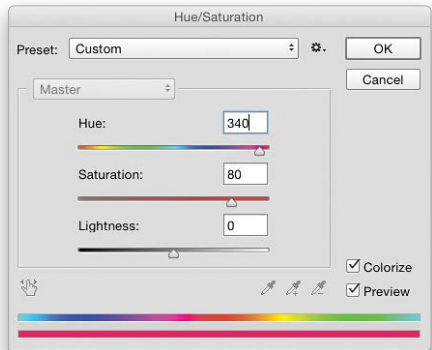 Hue/Saturation
Preset: Custom
OK
Cancel
Master
Hue: 340
Saturation: 80
Lightness: 0
Colorize
Preview